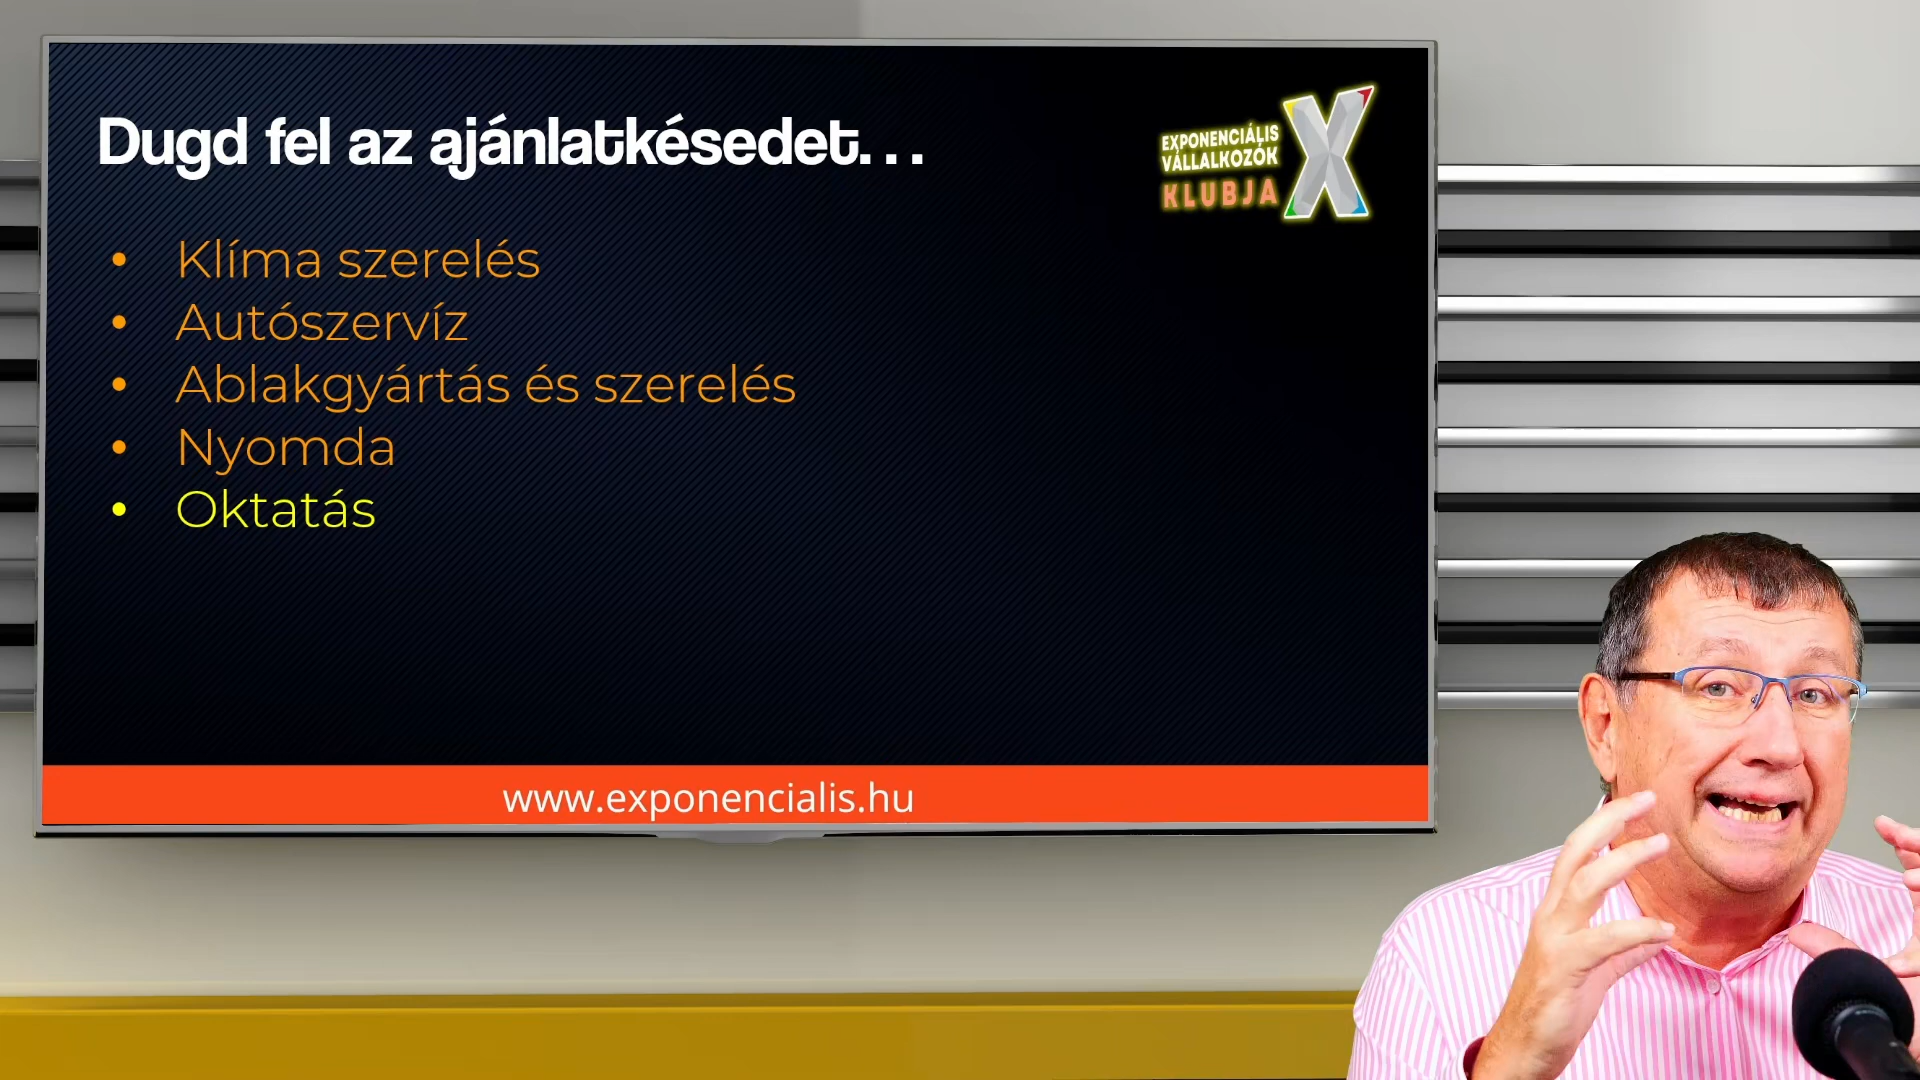 Dugd fel az ajánlatkésedet...
EXPONENCIÁLIS
VÁLLALKOZÓK
KLUBJA
X
• Klíma szerelés
• Autószervíz
• Ablakgyártás és szerelés
• Nyomda
• Oktatás
www.exponencialis.hu